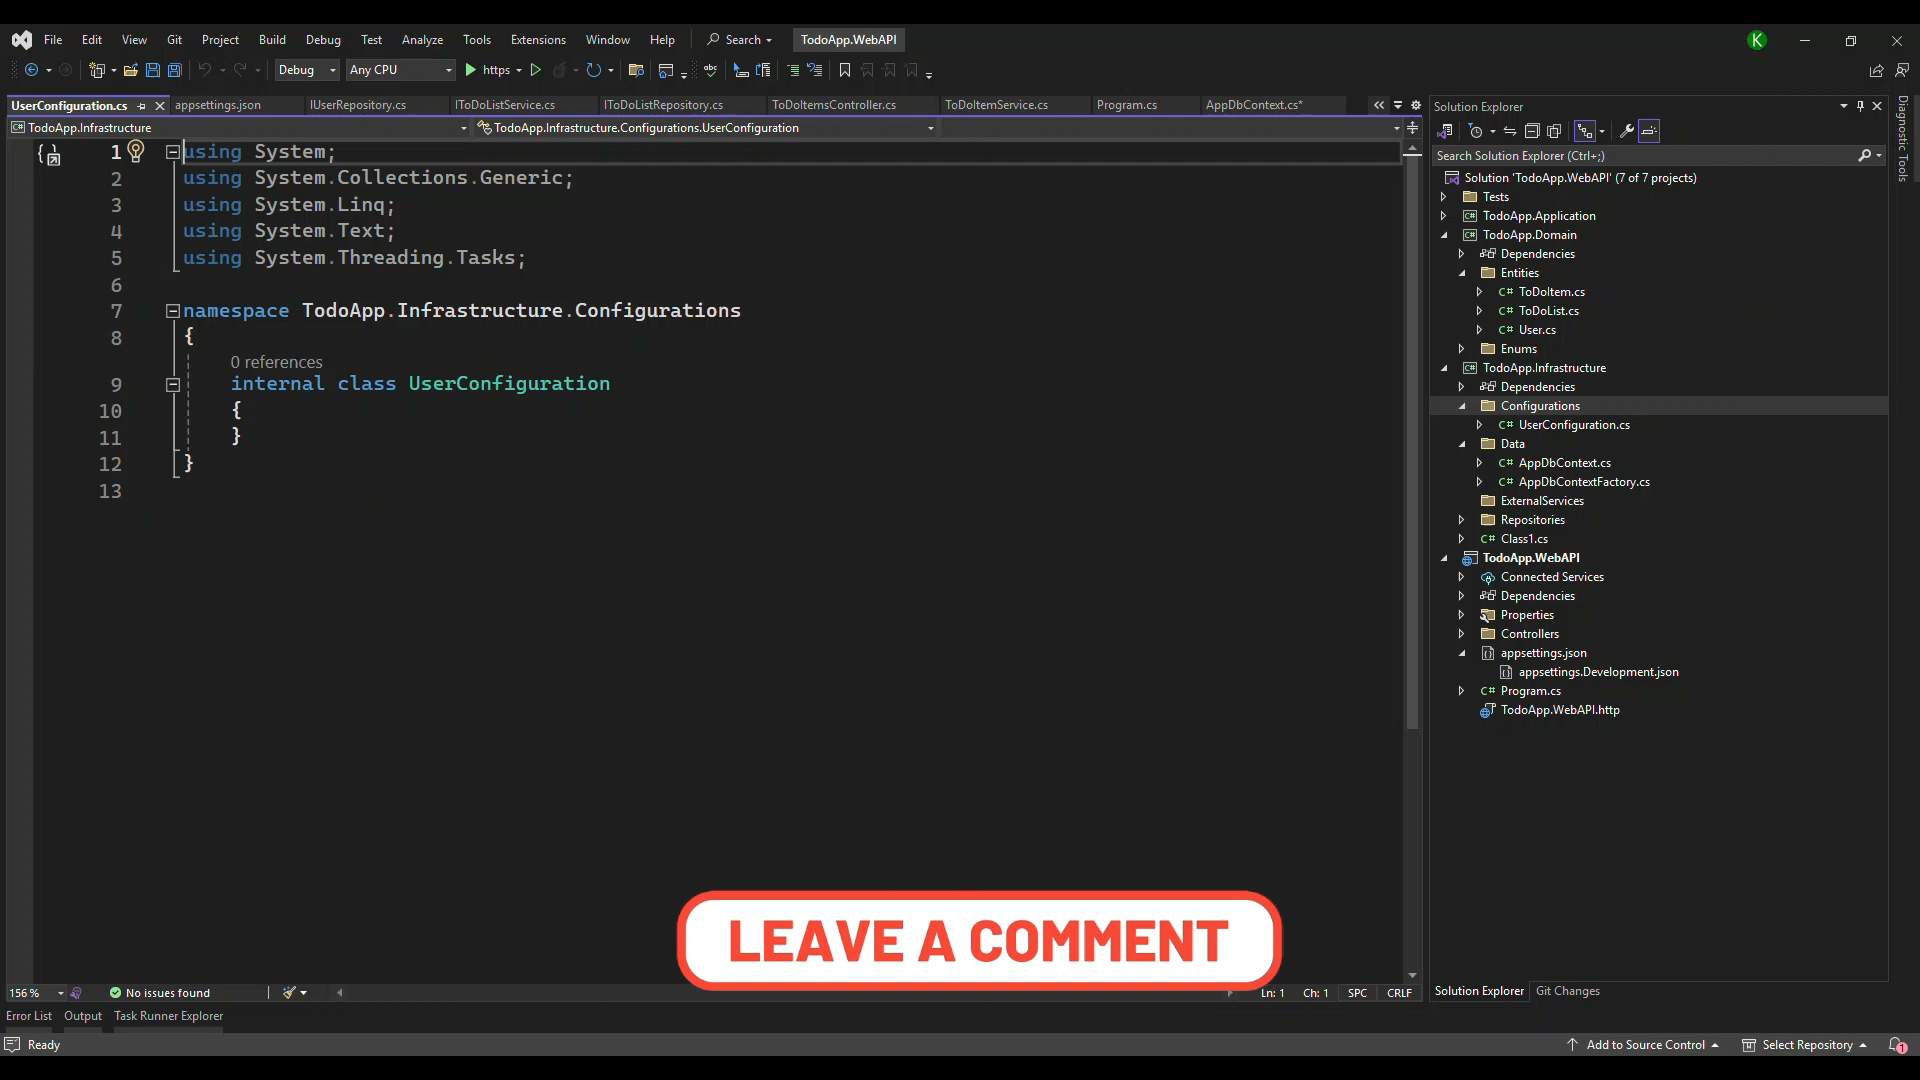 File Edit View Git Project Build Debug Test Analyze Tools Extensions Window Help Search TodoApp.WebAPI K
Debug Any CPU https
UserConfiguration.cs appsettings.json IUserRepository.cs IToDoListService.cs IToDoListRepository.cs ToDoItemsController.cs ToDoItemService.cs Program.cs AppDbContext.cs*
TodoApp.Infrastructure TodoApp.Infrastructure.Configurations.UserConfiguration
1 using System;
2 using System.Collections.Generic;
3 using System.Linq;
4 using System.Text;
5 using System.Threading.Tasks;
6
7 namespace TodoApp.Infrastructure.Configurations
8 {
0 references
9 internal class UserConfiguration
10 {
11 }
12 }
13
LEAVE A COMMENT
156 % No issues found Ln: 1 Ch: 1 SPC CRLF
Solution Explorer
Search Solution Explorer (Ctrl+;)
Solution 'TodoApp.WebAPI' (7 of 7 projects)
Tests
C# TodoApp.Application
C# TodoApp.Domain
Dependencies
Entities
C# ToDoItem.cs
C# ToDoList.cs
C# User.cs
Enums
C# TodoApp.Infrastructure
Dependencies
Configurations
C# UserConfiguration.cs
Data
C# AppDbContext.cs
C# AppDbContextFactory.cs
ExternalServices
Repositories
C# Class1.cs
TodoApp.WebAPI
Connected Services
Dependencies
Properties
Controllers
appsettings.json
appsettings.Development.json
C# Program.cs
TodoApp.WebAPI.http
Solution Explorer Git Changes
Diagnostic Tools
Error List Output Task Runner Explorer
Ready Add to Source Control Select Repository 1